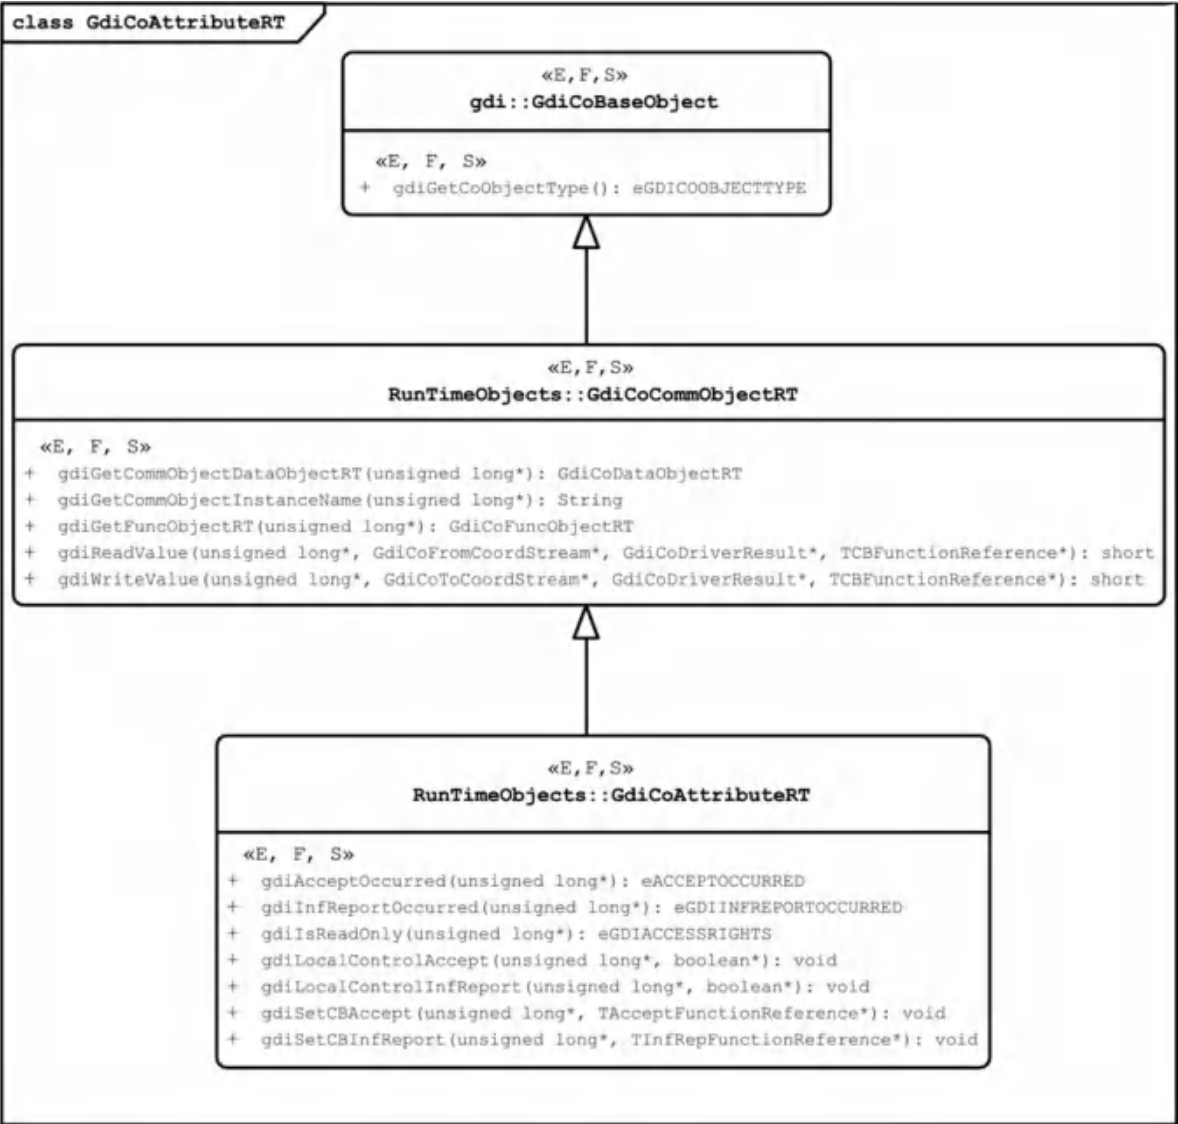 class GdiCoAttributeRT
«E,F,S»
gdi::GdiCoBaseObject
«E, F, S»
+ gdiGetCoObjectType(): eGDICOOBJECTTYPE
«E,F,S»
RunTimeObjects::GdiCoCommObjectRT
«E, F, S»
+ gdiGetCommObjectDataObjectRT(unsigned long*): GdiCoDataObjectRT
+ gdiGetCommObjectInstanceName(unsigned long*): String
+ gdiGetFuncObjectRT(unsigned long*): GdiCoFuncObjectRT
+ gdiReadValue(unsigned long*, GdiCoFromCoordStream*, GdiCoDriverResult*, TCBFunctionReference*): short
+ gdiWriteValue(unsigned long*, GdiCoToCoordStream*, GdiCoDriverResult*, TCBFunctionReference*): short
«E,F,S»
RunTimeObjects::GdiCoAttributeRT
«E, F, S»
+ gdiAcceptOccurred(unsigned long*): eACCEPTOCCURRED
+ gdiInfReportOccurred(unsigned long*): eGDIINFREPORTOCCURRED
+ gdiIsReadOnly(unsigned long*): eGDIACCESSRIGHTS
+ gdiLocalControlAccept(unsigned long*, boolean*): void
+ gdiLocalControlInfReport(unsigned long*, boolean*): void
+ gdiSetCBAccept(unsigned long*, TAcceptFunctionReference*): void
+ gdiSetCBInfReport(unsigned long*, TInfRepFunctionReference*): void